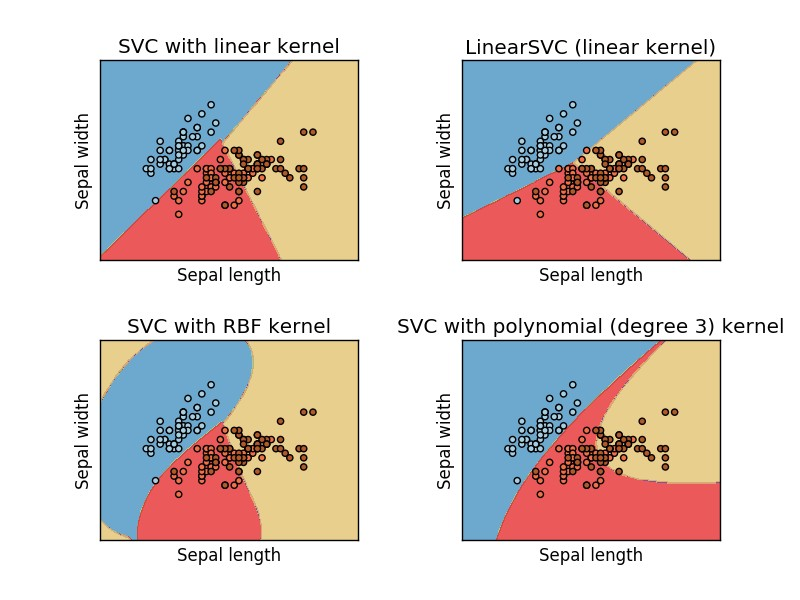 SVC with linear kernel
Sepal width
Sepal length
LinearSVC (linear kernel)
Sepal width
Sepal length
SVC with RBF kernel
Sepal width
Sepal length
SVC with polynomial (degree 3) kernel
Sepal width
Sepal length